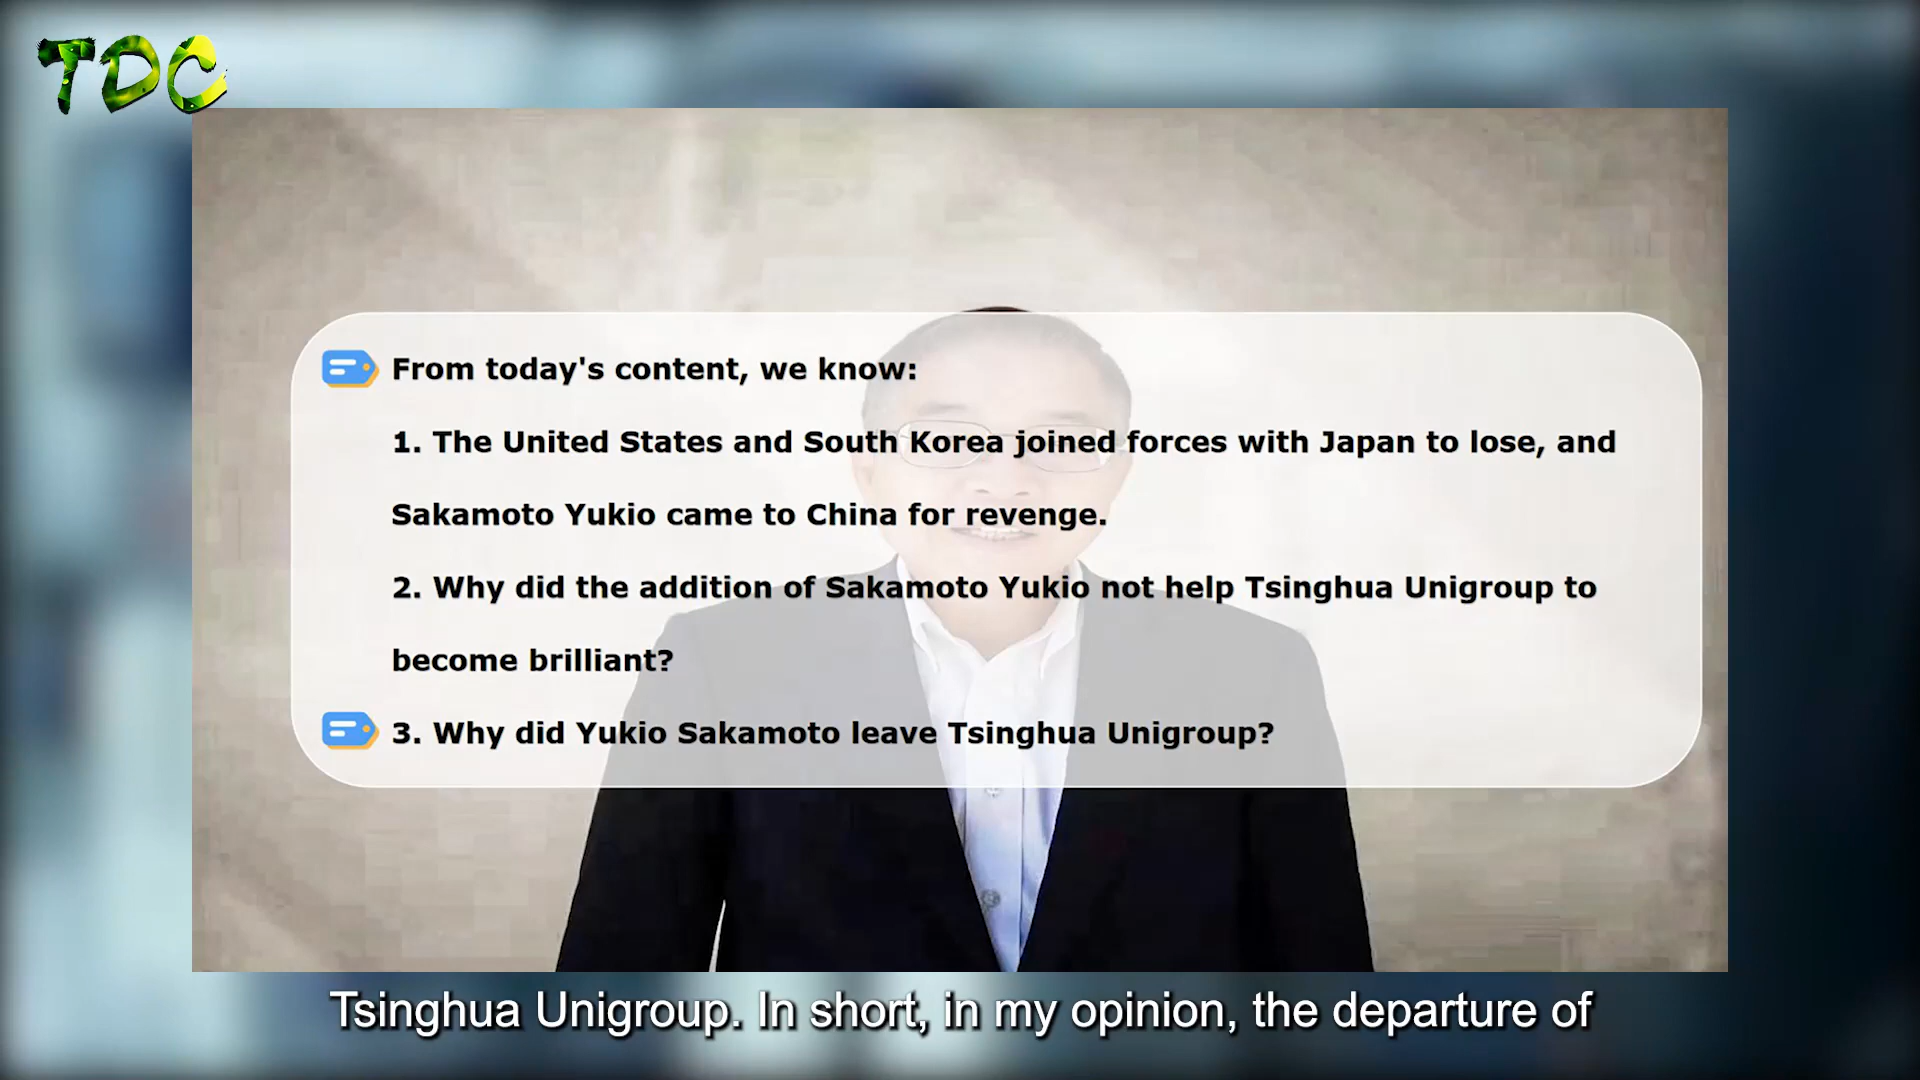 TDC
From today's content, we know:
1. The United States and South Korea joined forces with Japan to lose, and
Sakamoto Yukio came to China for revenge.
2. Why did the addition of Sakamoto Yukio not help Tsinghua Unigroup to
become brilliant?
3. Why did Yukio Sakamoto leave Tsinghua Unigroup?
Tsinghua Unigroup. In short, in my opinion, the departure of